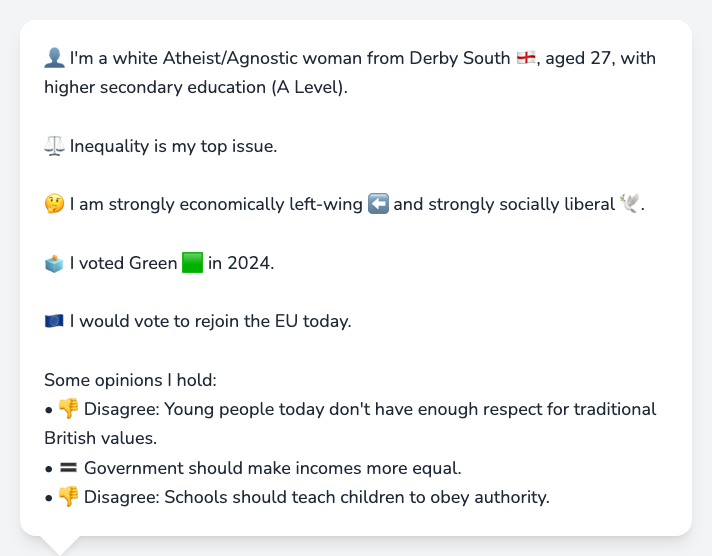 👤 I'm a white Atheist/Agnostic woman from Derby South 🏴󠁧󠁢󠁥󠁮󠁧󠁿, aged 27, with
higher secondary education (A Level).
⚖️ Inequality is my top issue.
🤔 I am strongly economically left-wing ⬅️ and strongly socially liberal 🕊️.
🗳️ I voted Green 🟩 in 2024.
🇪🇺 I would vote to rejoin the EU today.
Some opinions I hold:
• 👎 Disagree: Young people today don't have enough respect for traditional
British values.
• 🟰 Government should make incomes more equal.
• 👎 Disagree: Schools should teach children to obey authority.